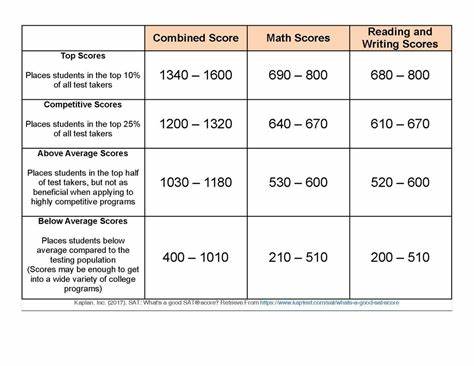 Combined Score
Math Scores
Reading and
Writing Scores
Top Scores
Places students in the top 10%
of all test takers
1340 – 1600
690 – 800
680 – 800
Competitive Scores
Places students in the top 25%
of all test takers
1200 – 1320
640 – 670
610 – 670
Above Average Scores
Places students in the top half
of test takers, but not as
beneficial when applying to
highly competitive programs
1030 – 1180
530 – 600
520 – 600
Below Average Scores
Places students below
average compared to the
testing population
(Scores may be enough to get
into a wide variety of college
programs)
400 – 1010
210 – 510
200 – 510
Kaplan, Inc. (2017). SAT: What's a good SAT®score? Retrieve From https://www.kaptest.com/sat/whats-a-good-sat-score